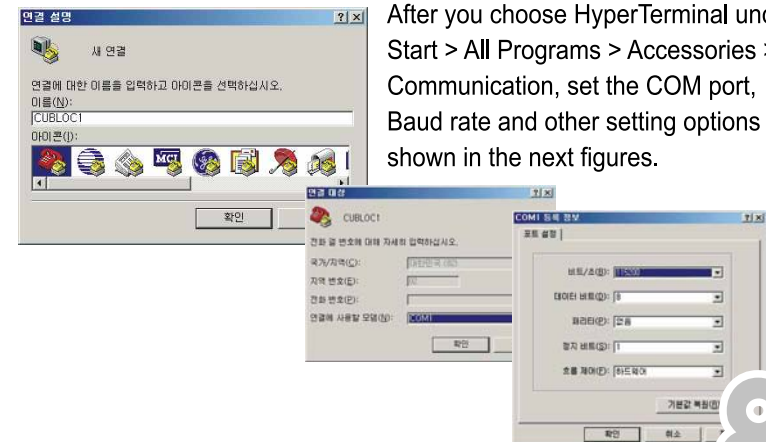 연결 설명
새 연결
연결에 대한 이름을 입력하고 아이콘을 선택하십시오.
이름(N):
CUBLOC1
아이콘(I):
MCI
확인
After you choose HyperTerminal und
Start > All Programs > Accessories >
Communication, set the COM port,
Baud rate and other setting options
shown in the next figures.
연결 대상
CUBLOC1
전화 걸 번호에 대해 자세히 입력하십시오.
국가/지역(C): 대한민국 (82)
지역 번호(E): 02
전화 번호(P):
연결에 사용할 모뎀(N): COM1
확인
COM1 등록 정보
포트 설정
비트/초(B): 115200
데이터 비트(D): 8
패리티(P): 없음
정지 비트(S): 1
흐름 제어(F): 하드웨어
기본값 복원(R)
확인 취소